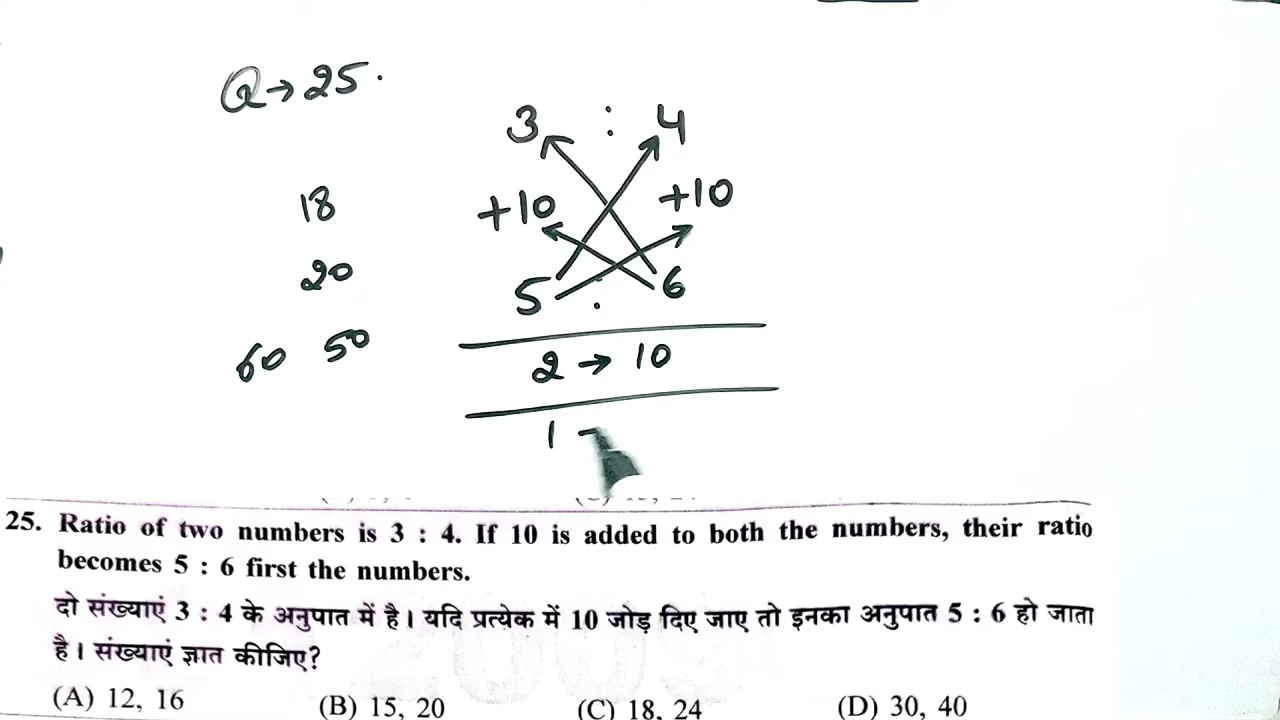 Q → 25.
3 : 4
18
+10 +10
20
5 : 6
60 50
2 → 10
1 -
25. Ratio of two numbers is 3 : 4. If 10 is added to both the numbers, their ratio
becomes 5 : 6 first the numbers.
दो संख्याएं 3 : 4 के अनुपात में है। यदि प्रत्येक में 10 जोड़ दिए जाए तो इनका अनुपात 5 : 6 हो जाता
है। संख्याएं ज्ञात कीजिए?
(A) 12, 16 (B) 15, 20 (C) 18, 24 (D) 30, 40